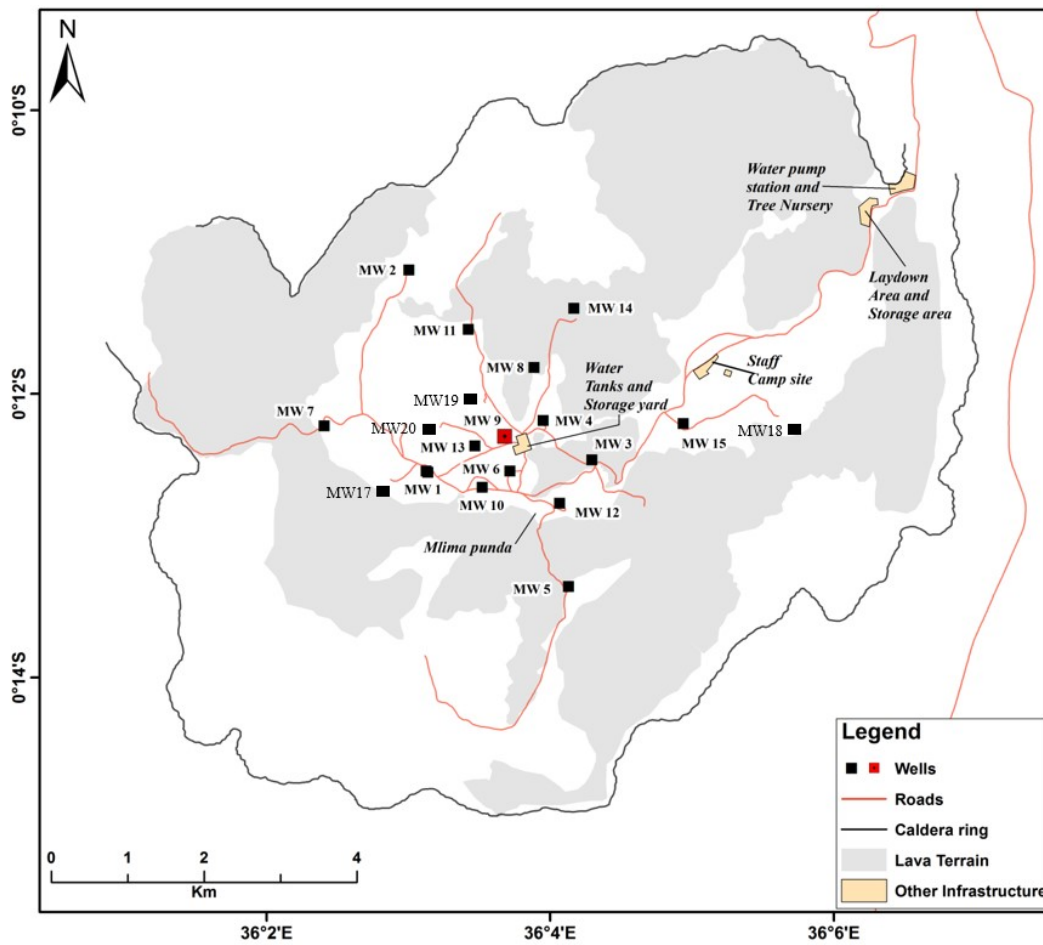 N
0°10'S
0°12'S
0°14'S
36°2'E
36°4'E
36°6'E
Water pump
station and
Tree Nursery
Laydown
Area and
Storage area
MW 2
MW 14
MW 11
MW 8
Water
Tanks and
Storage yard
Staff
Camp site
MW19
MW 7
MW 9
MW 4
MW20
MW 13
MW 3
MW 15
MW18
MW 6
MW 1
MW17
MW 10
MW 12
Mlima punda
MW 5
0 1 2 4
Km
Legend
Wells
Roads
Caldera ring
Lava Terrain
Other Infrastructure